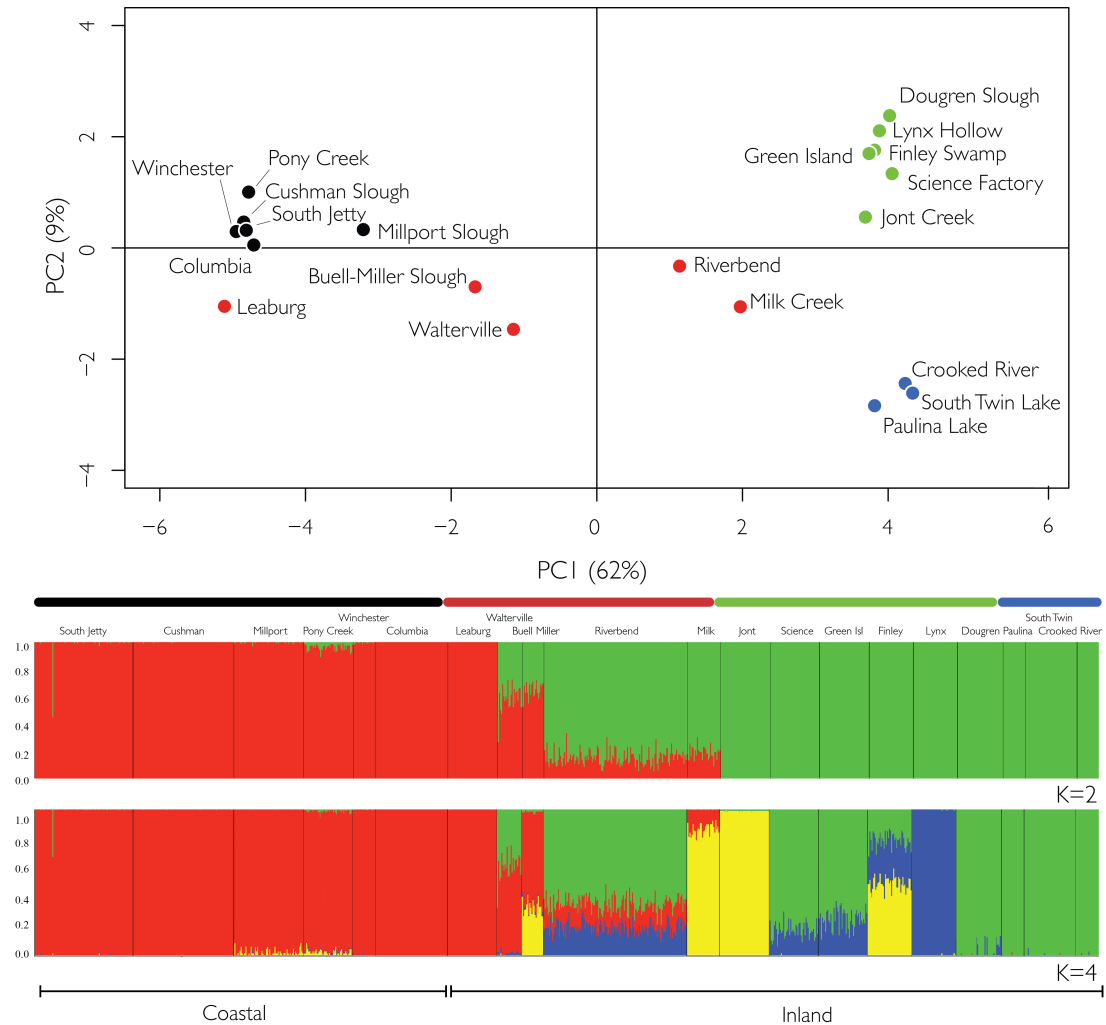 4
2
0
−2
−4
PC2 (9%)
Dougren Slough
Lynx Hollow
Green Island
Finley Swamp
Science Factory
Jont Creek
Pony Creek
Winchester
Cushman Slough
South Jetty
Millport Slough
Columbia
Buell-Miller Slough
Leaburg
Walterville
Riverbend
Milk Creek
Crooked River
South Twin Lake
Paulina Lake
−6 −4 −2 0 2 4 6
PC1 (62%)
Winchester Walterville South Twin
South Jetty Cushman Millport Pony Creek Columbia Leaburg Buell Miller Riverbend Milk Jont Science Green Isl Finley Lynx Dougren Paulina Crooked River
1.0
0.8
0.6
0.4
0.2
0.0
K=2
1.0
0.8
0.6
0.4
0.2
0.0
K=4
Coastal Inland